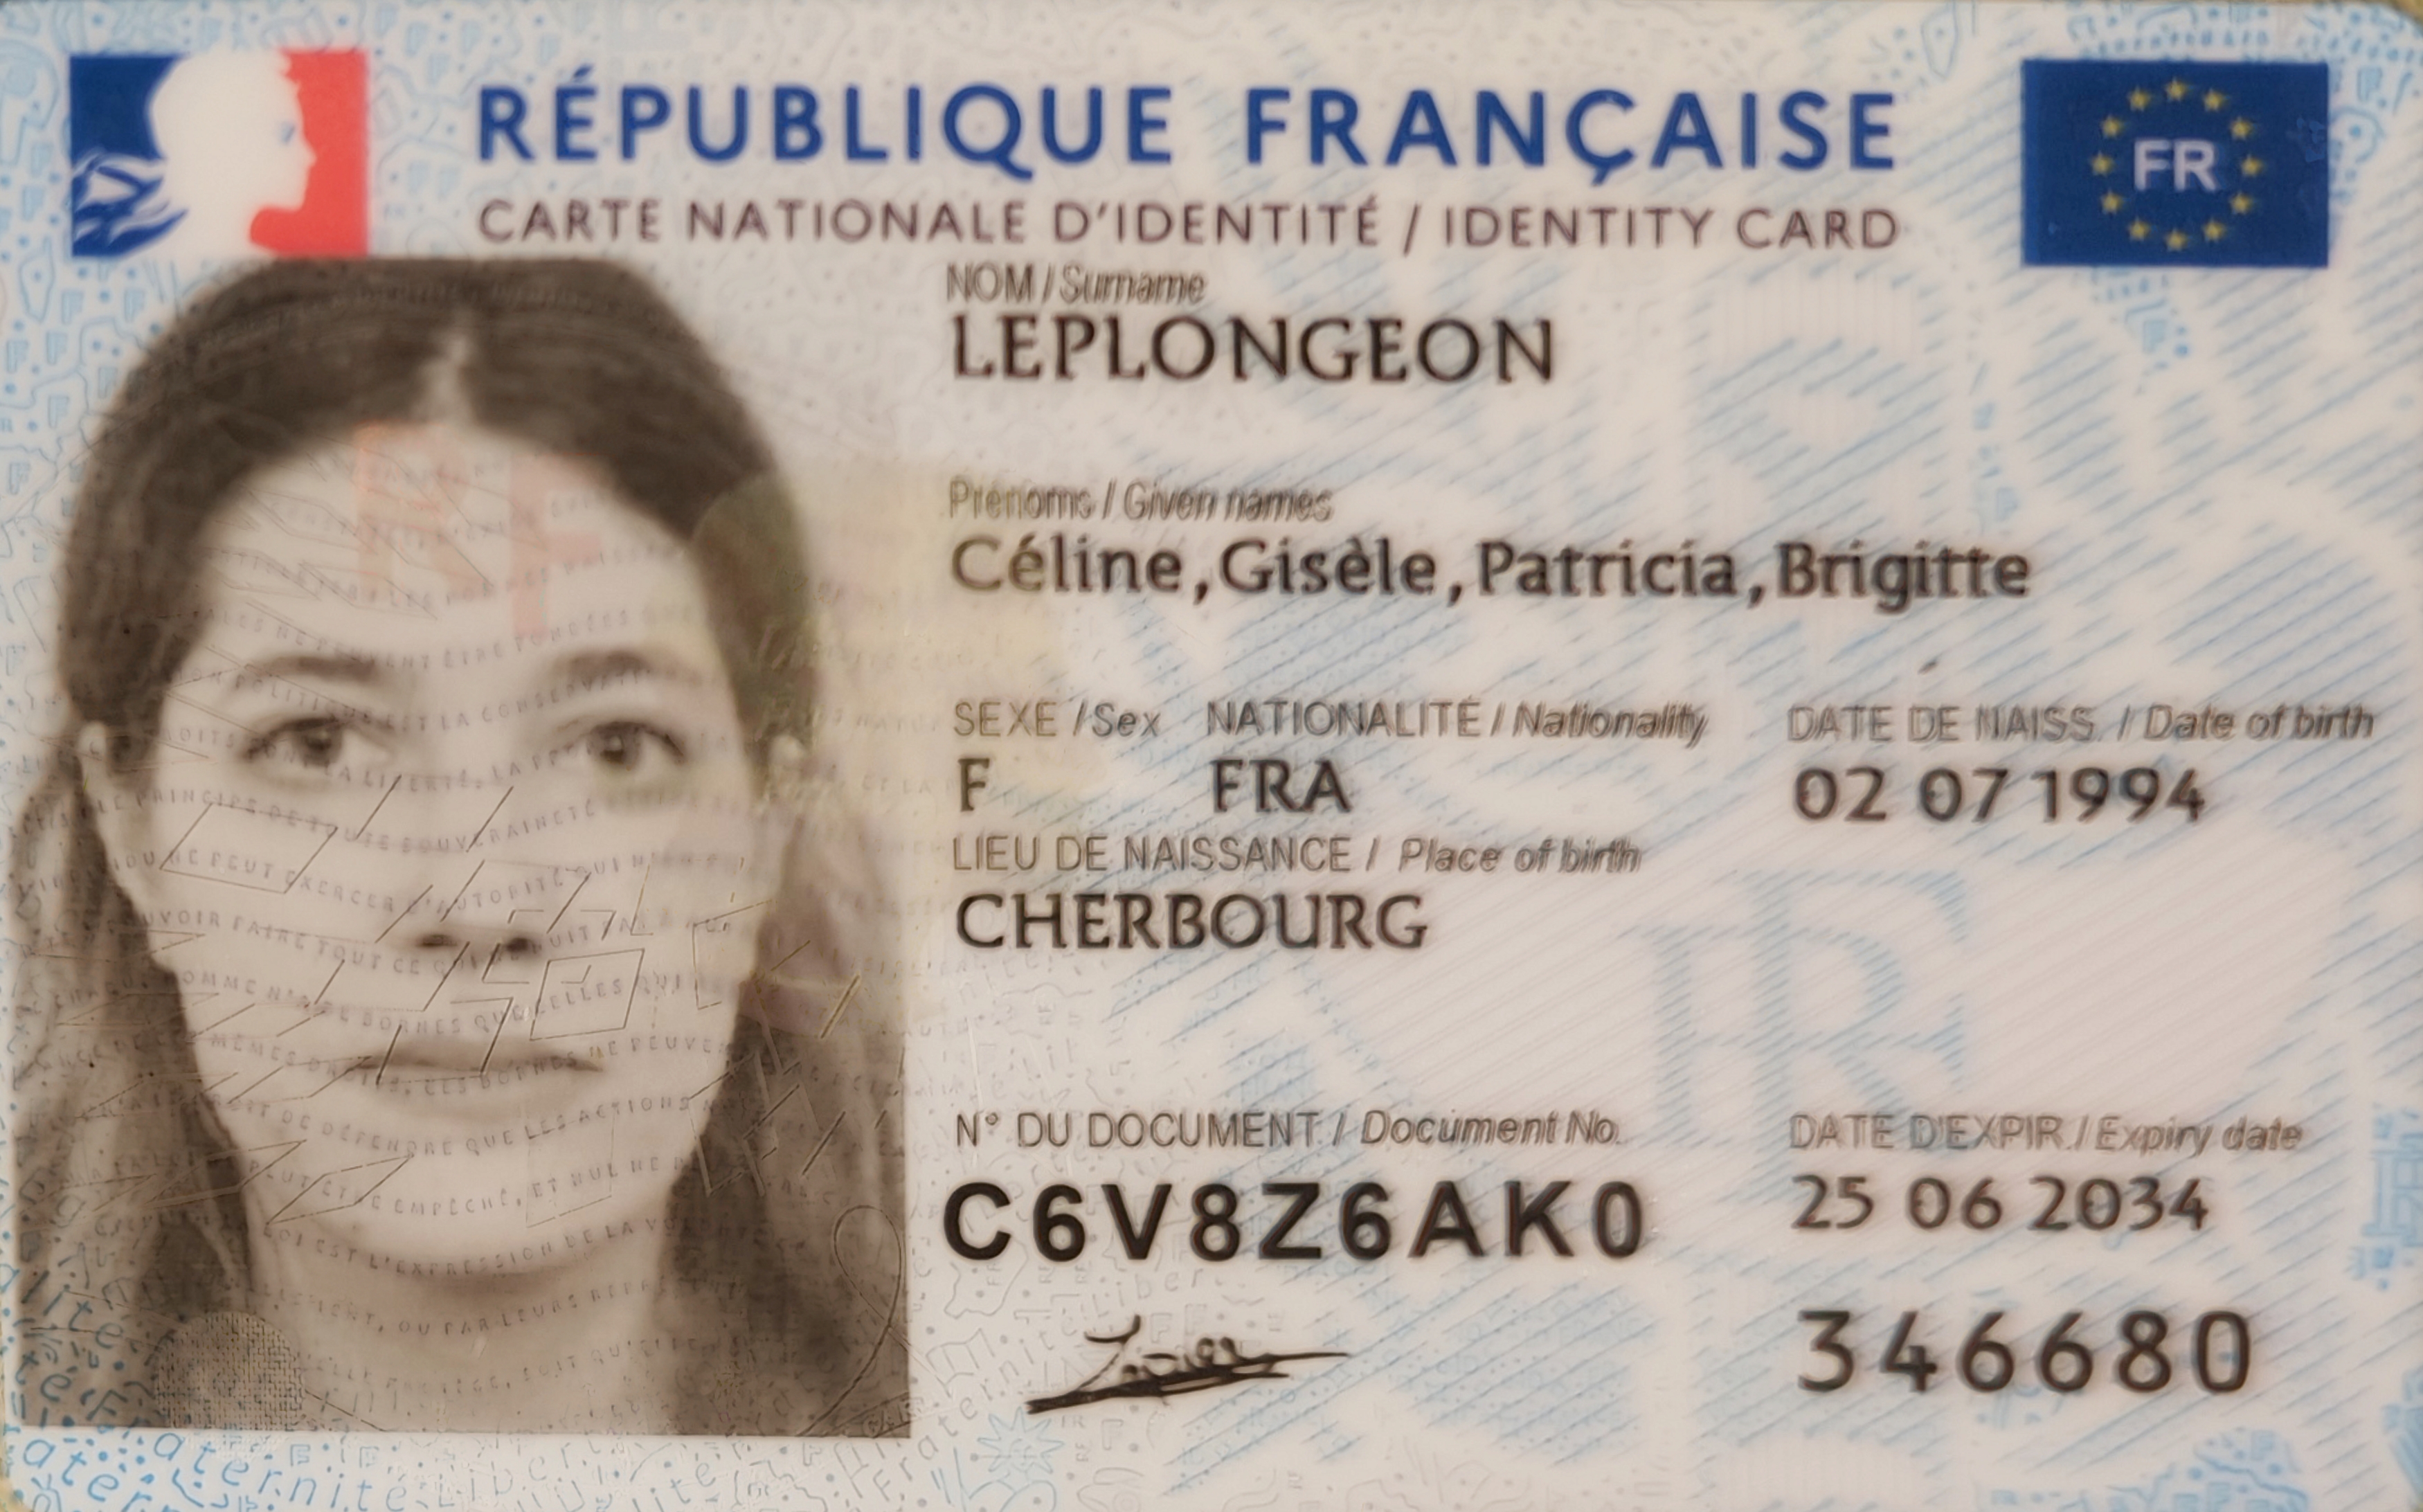 RÉPUBLIQUE FRANÇAISE
FR
CARTE NATIONALE D'IDENTITÉ / IDENTITY CARD
NOM / Surname
LEPLONGEON
Prénoms / Given names
Céline, Gisèle, Patricia, Brigitte
SEXE / Sex NATIONALITÉ / Nationality DATE DE NAISS. / Date of birth
F FRA 02 07 1994
LIEU DE NAISSANCE / Place of birth
CHERBOURG
N° DU DOCUMENT / Document No. DATE D'EXPIR. / Expiry date
C6V8Z6AK0 25 06 2034
346680